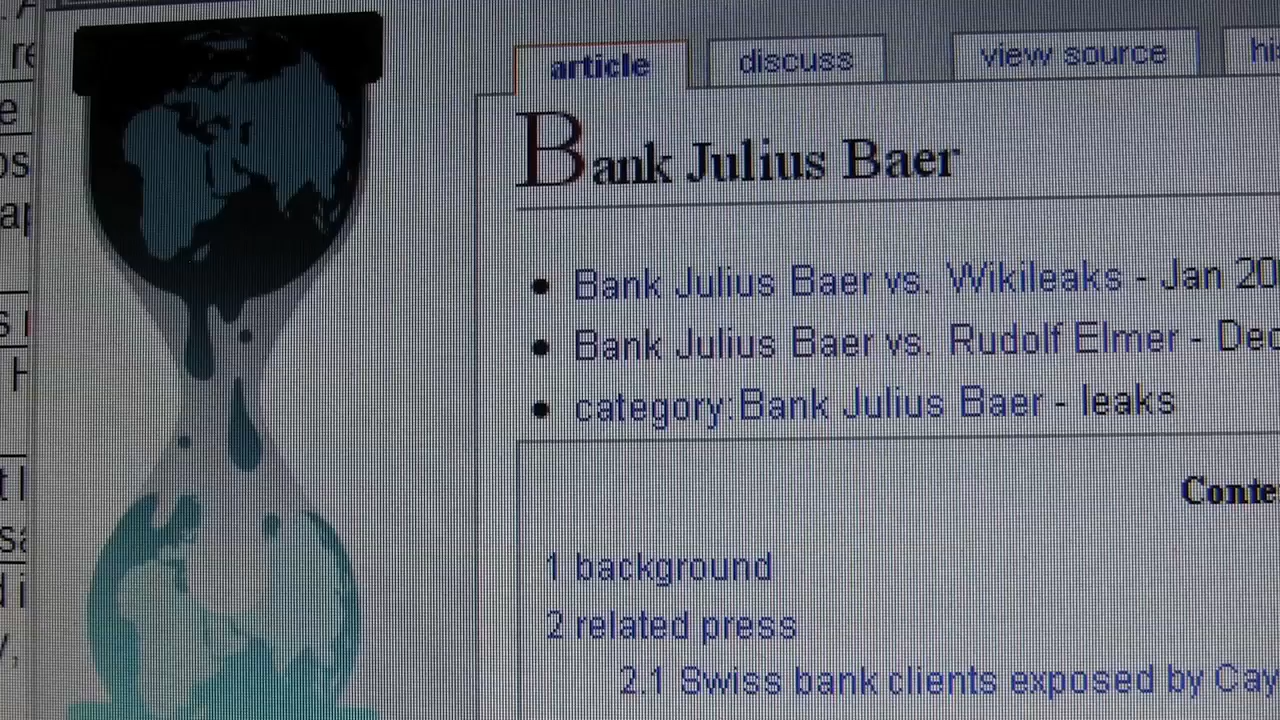 article discuss view source
Bank Julius Baer
Bank Julius Baer vs. Wikileaks - Jan
Bank Julius Baer vs. Rudolf Elmer -
category:Bank Julius Baer - leaks
1 background
2 related press
2.1 Swiss bank clients exposed by